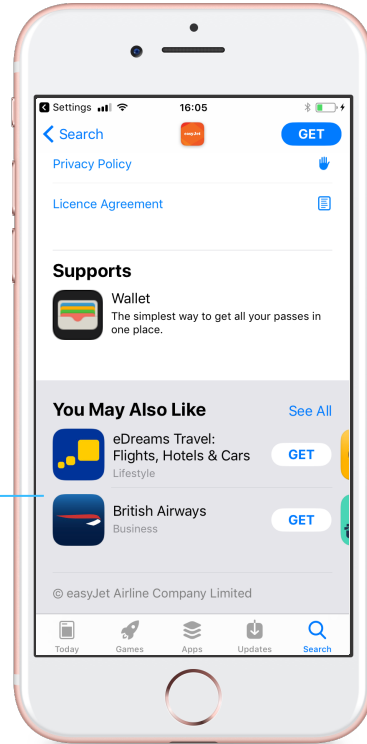 Settings 16:05
Search easyJet GET
Privacy Policy
Licence Agreement
Supports
Wallet
The simplest way to get all your passes in
one place.
You May Also Like See All
eDreams Travel:
Flights, Hotels & Cars GET
Lifestyle
British Airways
Business GET
© easyJet Airline Company Limited
Today Games Apps Updates Search